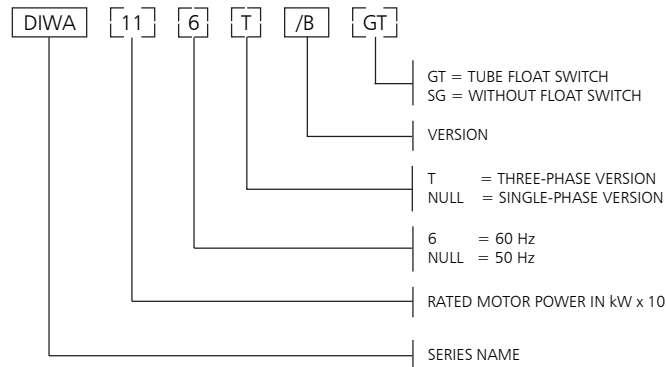 DIWA 11 6 T /B GT
GT = TUBE FLOAT SWITCH
SG = WITHOUT FLOAT SWITCH
VERSION
T = THREE-PHASE VERSION
NULL = SINGLE-PHASE VERSION
6 = 60 Hz
NULL = 50 Hz
RATED MOTOR POWER IN kW x 10
SERIES NAME